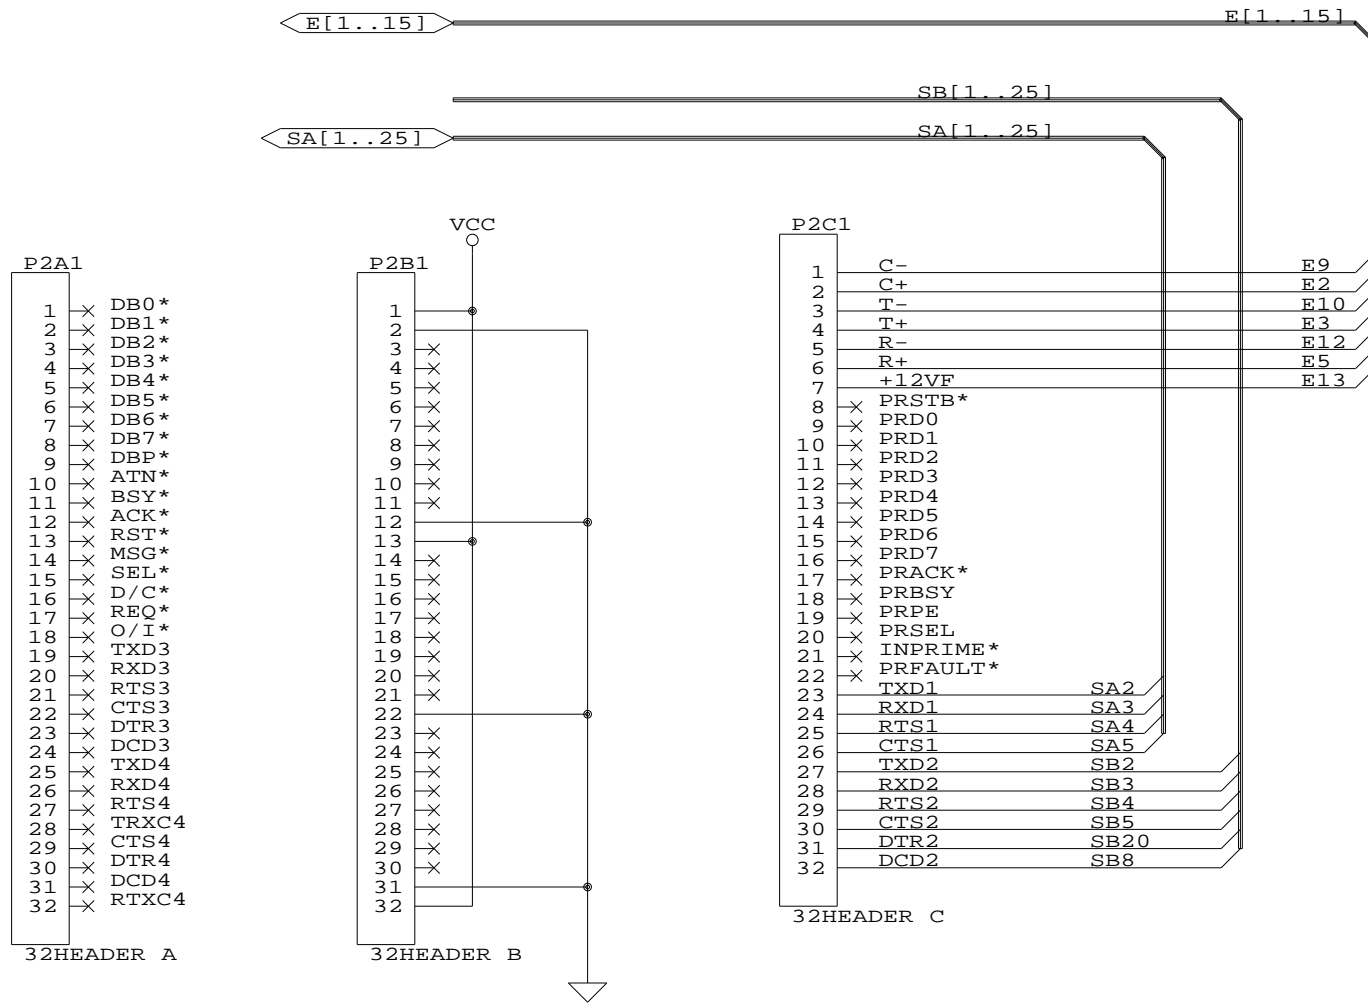 E[1..15] E[1..15]
SB[1..25]
SA[1..25] SA[1..25]
P2A1
1 DB0*
2 DB1*
3 DB2*
4 DB3*
5 DB4*
6 DB5*
7 DB6*
8 DB7*
9 DBP*
10 ATN*
11 BSY*
12 ACK*
13 RST*
14 MSG*
15 SEL*
16 D/C*
17 REQ*
18 O/I*
19 TXD3
20 RXD3
21 RTS3
22 CTS3
23 DTR3
24 DCD3
25 TXD4
26 RXD4
27 RTS4
28 TRXC4
29 CTS4
30 DTR4
31 DCD4
32 RTXC4
32HEADER A
VCC
P2B1
1
2
3
4
5
6
7
8
9
10
11
12
13
14
15
16
17
18
19
20
21
22
23
24
25
26
27
28
29
30
31
32
32HEADER B
P2C1
1 C- E9
2 C+ E2
3 T- E10
4 T+ E3
5 R- E12
6 R+ E5
7 +12VF E13
8 PRSTB*
9 PRD0
10 PRD1
11 PRD2
12 PRD3
13 PRD4
14 PRD5
15 PRD6
16 PRD7
17 PRACK*
18 PRBSY
19 PRPE
20 PRSEL
21 INPRIME*
22 PRFAULT*
23 TXD1 SA2
24 RXD1 SA3
25 RTS1 SA4
26 CTS1 SA5
27 TXD2 SB2
28 RXD2 SB3
29 RTS2 SB4
30 CTS2 SB5
31 DTR2 SB20
32 DCD2 SB8
32HEADER C